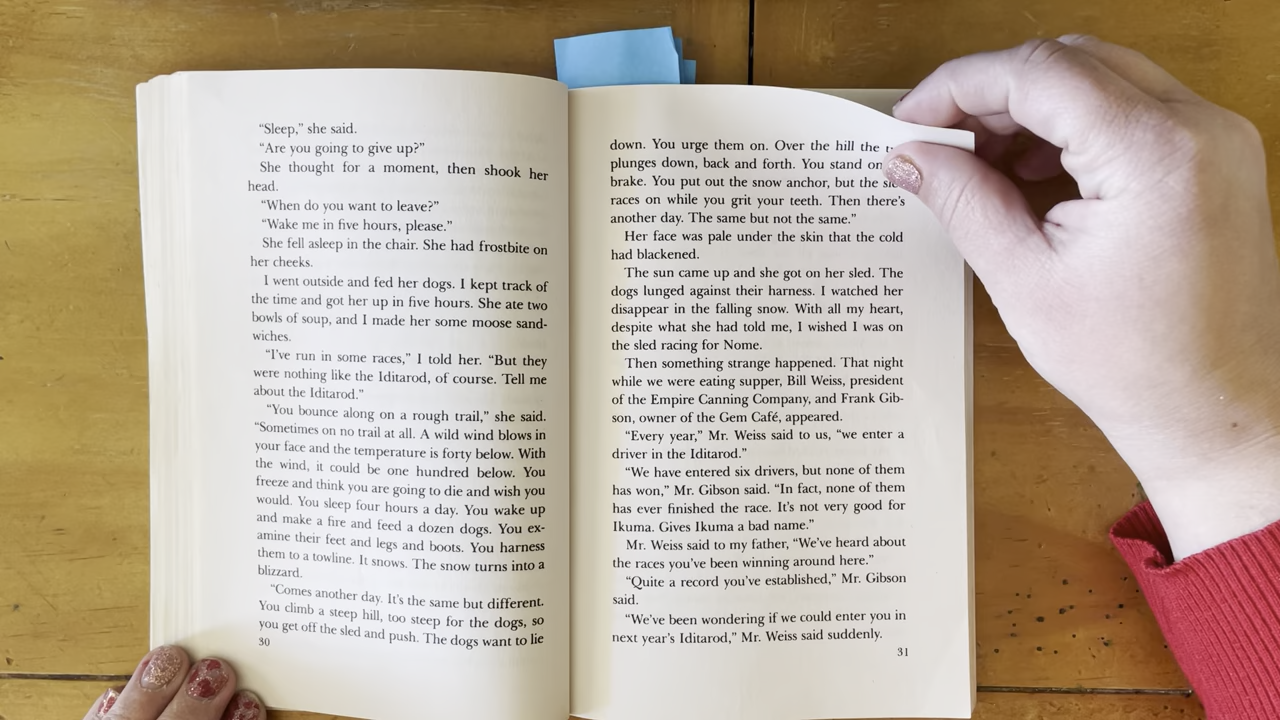 “Sleep,” she said.
“Are you going to give up?”
She thought for a moment, then shook her
head.
“When do you want to leave?”
“Wake me in five hours, please.”
She fell asleep in the chair. She had frostbite on
her cheeks.
I went outside and fed her dogs. I kept track of
the time and got her up in five hours. She ate two
bowls of soup, and I made her some moose sand-
wiches.
“I’ve run in some races,” I told her. “But they
were nothing like the Iditarod, of course. Tell me
about the Iditarod.”
“You bounce along on a rough trail,” she said.
“Sometimes on no trail at all. A wild wind blows in
your face and the temperature is forty below. With
the wind, it could be one hundred below. You
freeze and think you are going to die and wish you
would. You sleep four hours a day. You wake up
and make a fire and feed a dozen dogs. You ex-
amine their feet and legs and boots. You harness
them to a towline. It snows. The snow turns into a
blizzard.
“Comes another day. It’s the same but different.
You climb a steep hill, too steep for the dogs, so
you get off the sled and push. The dogs want to lie
30
down. You urge them on. Over the hill the
plunges down, back and forth. You stand on
brake. You put out the snow anchor, but the
races on while you grit your teeth. Then there’s
another day. The same but not the same.”
Her face was pale under the skin that the cold
had blackened.
The sun came up and she got on her sled. The
dogs lunged against their harness. I watched her
disappear in the falling snow. With all my heart,
despite what she had told me, I wished I was on
the sled racing for Nome.
Then something strange happened. That night
while we were eating supper, Bill Weiss, president
of the Empire Canning Company, and Frank Gib-
son, owner of the Gem Café, appeared.
“Every year,” Mr. Weiss said to us, “we enter a
driver in the Iditarod.”
“We have entered six drivers, but none of them
has won,” Mr. Gibson said. “In fact, none of them
has ever finished the race. It’s not very good for
Ikuma. Gives Ikuma a bad name.”
Mr. Weiss said to my father, “We’ve heard about
the races you’ve been winning around here.”
“Quite a record you’ve established,” Mr. Gibson
said.
“We’ve been wondering if we could enter you in
next year’s Iditarod,” Mr. Weiss said suddenly.
31